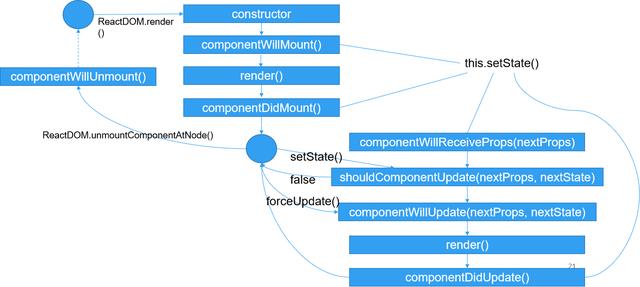 ReactDOM.render
()
constructor
componentWillMount()
this.setState()
componentWillUnmount()
render()
componentDidMount()
ReactDOM.unmountComponentAtNode()
componentWillReceiveProps(nextProps)
setState()
false
shouldComponentUpdate(nextProps, nextState)
forceUpdate()
componentWillUpdate(nextProps, nextState)
render()
21
componentDidUpdate()